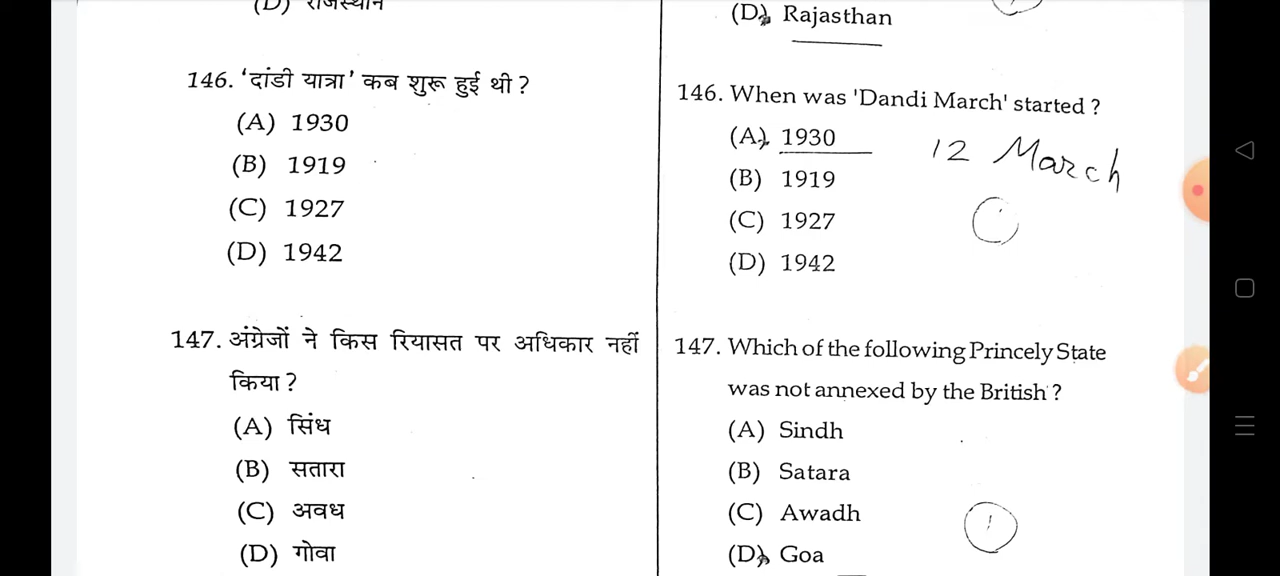 (D) राजस्थान
146. 'दांडी यात्रा' कब शुरू हुई थी ?
(A) 1930
(B) 1919
(C) 1927
(D) 1942
147. अंग्रेजों ने किस रियासत पर अधिकार नहीं
किया ?
(A) सिंध
(B) सतारा
(C) अवध
(D) गोवा
(D) Rajasthan
146. When was 'Dandi March' started ?
(A) 1930 12 March
(B) 1919
(C) 1927
(D) 1942
147. Which of the following Princely State
was not annexed by the British ?
(A) Sindh
(B) Satara
(C) Awadh
(D) Goa